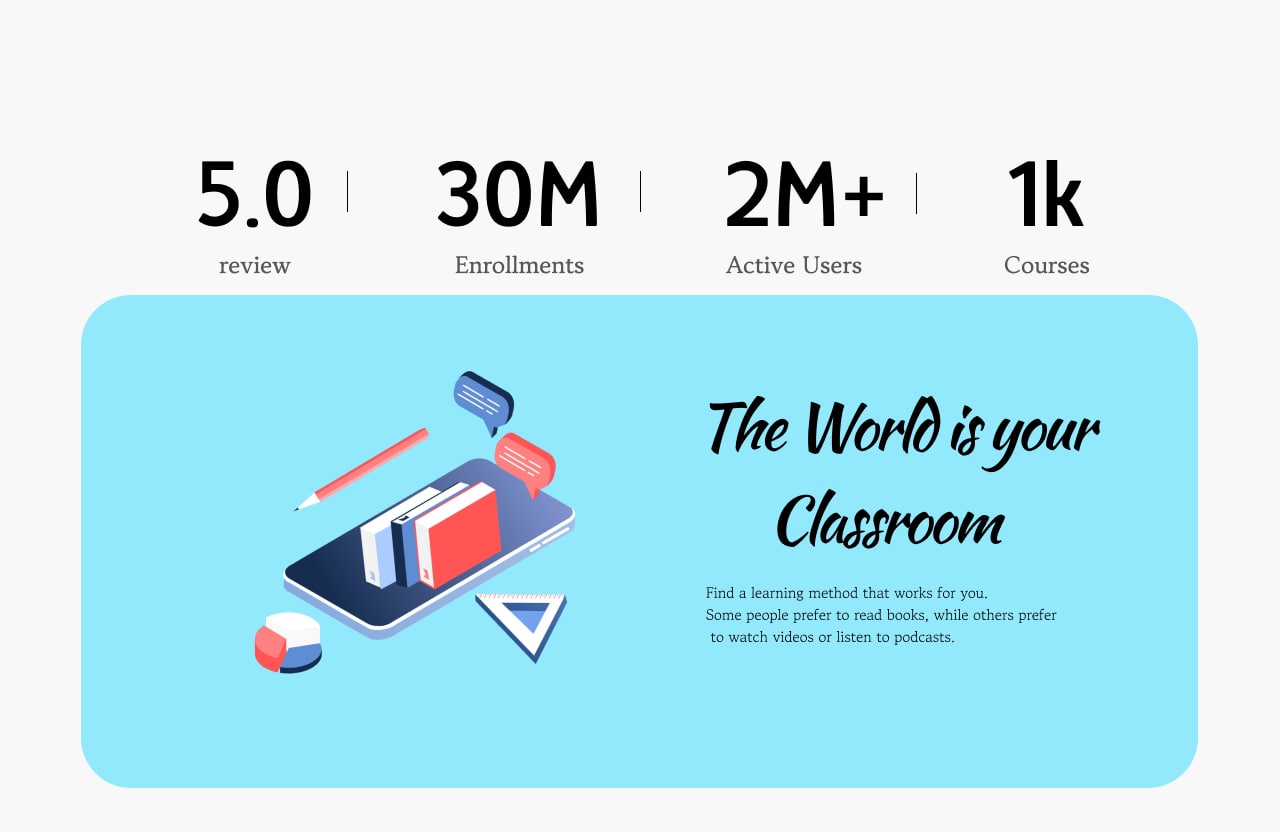 5.0 30M 2M+ 1k
review Enrollments Active Users Courses
The World is your
Classroom
Find a learning method that works for you.
Some people prefer to read books, while others prefer
to watch videos or listen to podcasts.